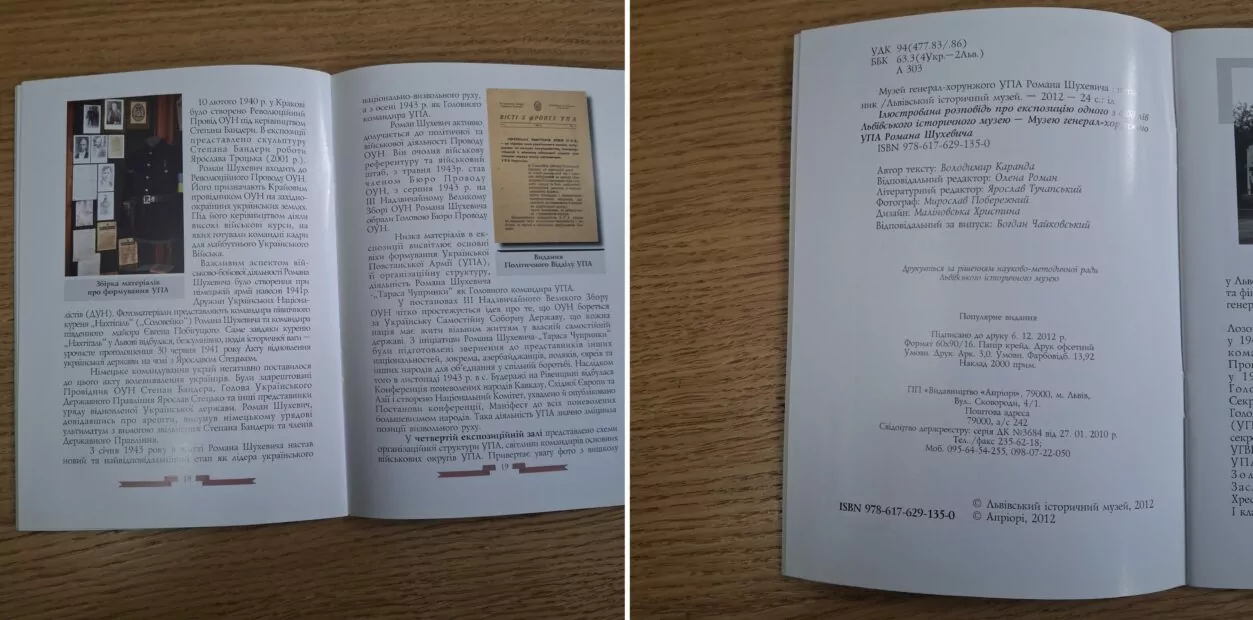 10 лютого 1940 р. у Кракові
було створено Революційний
Провід ОУН під керівництвом
Степана Бандери. В експозиції
представлено скульптуру
Степана Бандери роботи
Ярослава Троцька (2001 р.).
Роман Шухевич входить до
Революційного Проводу ОУН.
Його призначають Крайовим
провідником ОУН на західно-
окраїнних українських землях.
Під його керівництвом діяли
високі військові курси, на
яких готували командні кадри
для майбутнього Українського
Війська.
Важливим аспектом вій-
ськово-бойової діяльності Романа
Шухевича було створення при
німецькій армії навесні 1941р.
Дружин Українських Націона-
Збірка матеріалів
про формування УПА
лістів (ДУН). Фотоматеріали представляють командира північного
куреня „Нахтігаль" („Соловейко") Романа Шухевича та командира
південного майора Євгена Побігущого. Саме завдяки куреню
„Нахтігаль" у Львові відбулася, безсумнівно, подія історичної ваги –
урочисте проголошення 30 червня 1941 року Акту відновлення
української держави на чолі з Ярославом Стецьком.
Німецьке командування украй негативно поставилося
до цього акту волевиявлення українців. Були заарештовані
Провідник ОУН Степан Бандера, Голова Українського
Державного Правління Ярослав Стецько та інші представники
уряду відновленої Української держави. Роман Шухевич,
довідавшись про арешти, висунув німецькому урядові
ультиматум з вимогою звільнення Степана Бандери та членів
Державного Правління.
З січня 1943 року в житті Романа Шухевича настав
новий та найвідповідальніший етап як лідера українського
національно-визвольного руху,
а з осені 1943 р. як Головного
командира УПА.
Роман Шухевич активно
долучається до політичної та
військової діяльності Проводу
ОУН. Він очолив військову
референтуру та військовий
штаб, з травня 1943р. став
членом Бюро Проводу
ОУН, з серпня 1943 р. на
III Надзвичайному Великому
Зборі ОУН Романа Шухевича
обрали Головою Бюро Проводу
ОУН.
Низка матеріалів в ек-
спозиції висвітлює основні
віхи формування Української
Повстанської Армії (УПА),
її організаційну структуру,
діяльність Романа Шухевича
-„Тараса Чупринки" як Головного командира УПА.
ВІСТІ З ФРОНТУ УПА
Видання
Політичного Відділу УПА
У постановах III Надзвичайного Великого Збору
ОУН чітко простежується ідея про те, що ОУН бореться
за Українську Самостійну Соборну Державу, що кожна
нація має жити вільним життям у власній самостійній
державі. З ініціативи Романа Шухевича-„Тараса Чупринки"
були підготовлені звернення до представників інших
національностей, зокрема, азербайджанців, поляків, євреїв та
інших народів для об'єднання у спільній боротьбі. Наслідком
того в листопаді 1943 р. в с. Будеражі на Рівенщині відбулася
Конференція поневолених народів Кавказу, Східної Європи та
Азії і створено Національний Комітет, ухвалено й опубліковано
Постанови конференції, Маніфест до всіх поневолених
большевизмом народів. Така діяльність УПА значно зміцнила
позиції визвольного руху.
У четвертій експозиційній залі представлено схеми
організаційної структури УПА, світлини командирів основних
військових округів УПА. Привертає увагу фото з вишколу
19
УДК 94(477.83/.86)
ББК 63.3(4Укр.–2Льв.)
Л 303
Музей генерал-хорунжого УПА Романа Шухевича :
ник /Львівський історичний музей. — 2012 — 24 с.: іл
Ілюстрована розповідь про експозицію одного з
Львівського історичного музею — Музею генерал-хорунжого
УПА Романа Шухевича
ISBN 978-617-629-135-0
Автор тексту: Володимир Каранда
Відповідальний редактор: Олена Роман
Літературний редактор: Ярослав Тучапський
Фотограф: Мирослав Побережний
Дизайн: Маліновська Христина
Відповідальний за випуск: Богдан Чайковський
Друкується за рішенням науково-методичної ради
Львівського історичного музею
Популярне видання
Підписано до друку 6. 12. 2012 р.
Формат 60х90/16. Папір крейд. Друк офсетний
Умовн. Друк Арк. 3,0. Умовн. Фарбовідб. 13,92
Наклад 2000 прим.
ПП «Видавництво «Апріорі», 79000, м. Львів,
Вул.. Сковороди, 4/1.
Поштова адреса
79000, а/с 242
Свідоцтво держреєстру: серія ДК №3684 від 27. 01. 2010 р.
Тел../факс 235-62-18;
Моб. 095-64-54-255, 098-07-22-050
ISBN 978-617-629-135-0
© Львівський історичний музей, 2012
© Апріорі, 2012